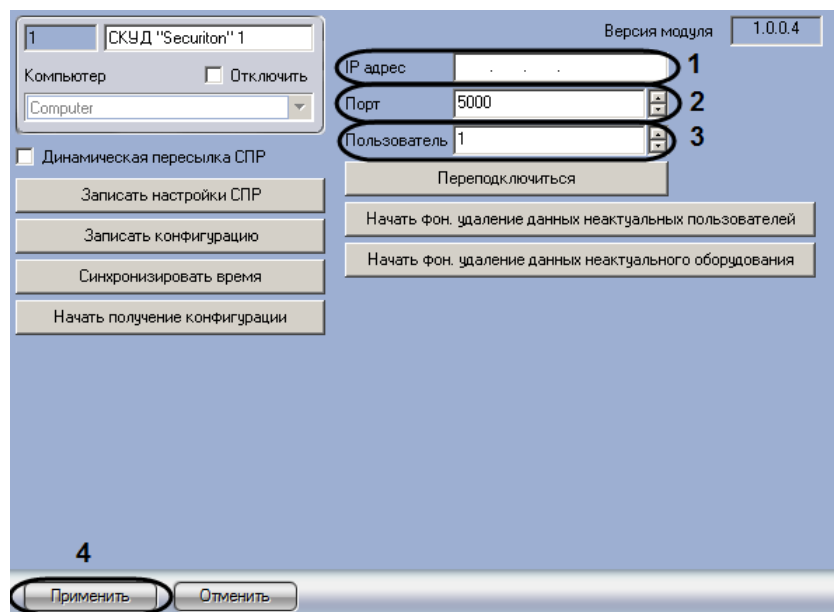 1
СКУД "Securiton" 1
Компьютер
Отключить
Computer
Динамическая пересылка СПР
Записать настройки СПР
Записать конфигурацию
Синхронизировать время
Начать получение конфигурации
Версия модуля 1.0.0.4
IP адрес . . . 1
Порт 5000 2
Пользователь 1 3
Переподключиться
Начать фон. удаление данных неактуальных пользователей
Начать фон. удаление данных неактуального оборудования
4
Применить
Отменить